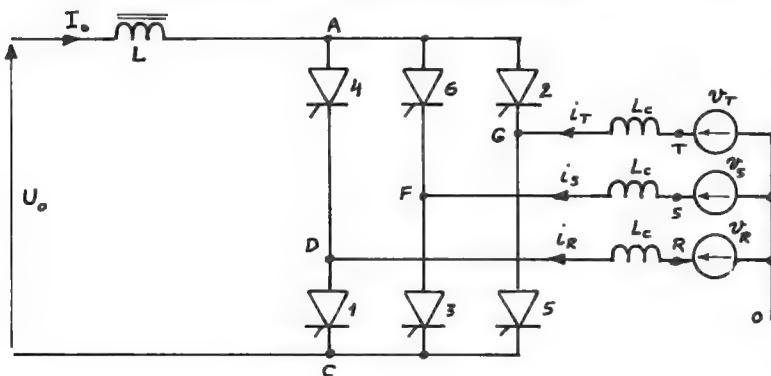 I₀
A
L
4
6
2
G
i_T
L_c
T
v_T
U₀
F
i_S
L_c
S
v_S
D
i_R
L_c
R
v_R
1
3
5
0
C